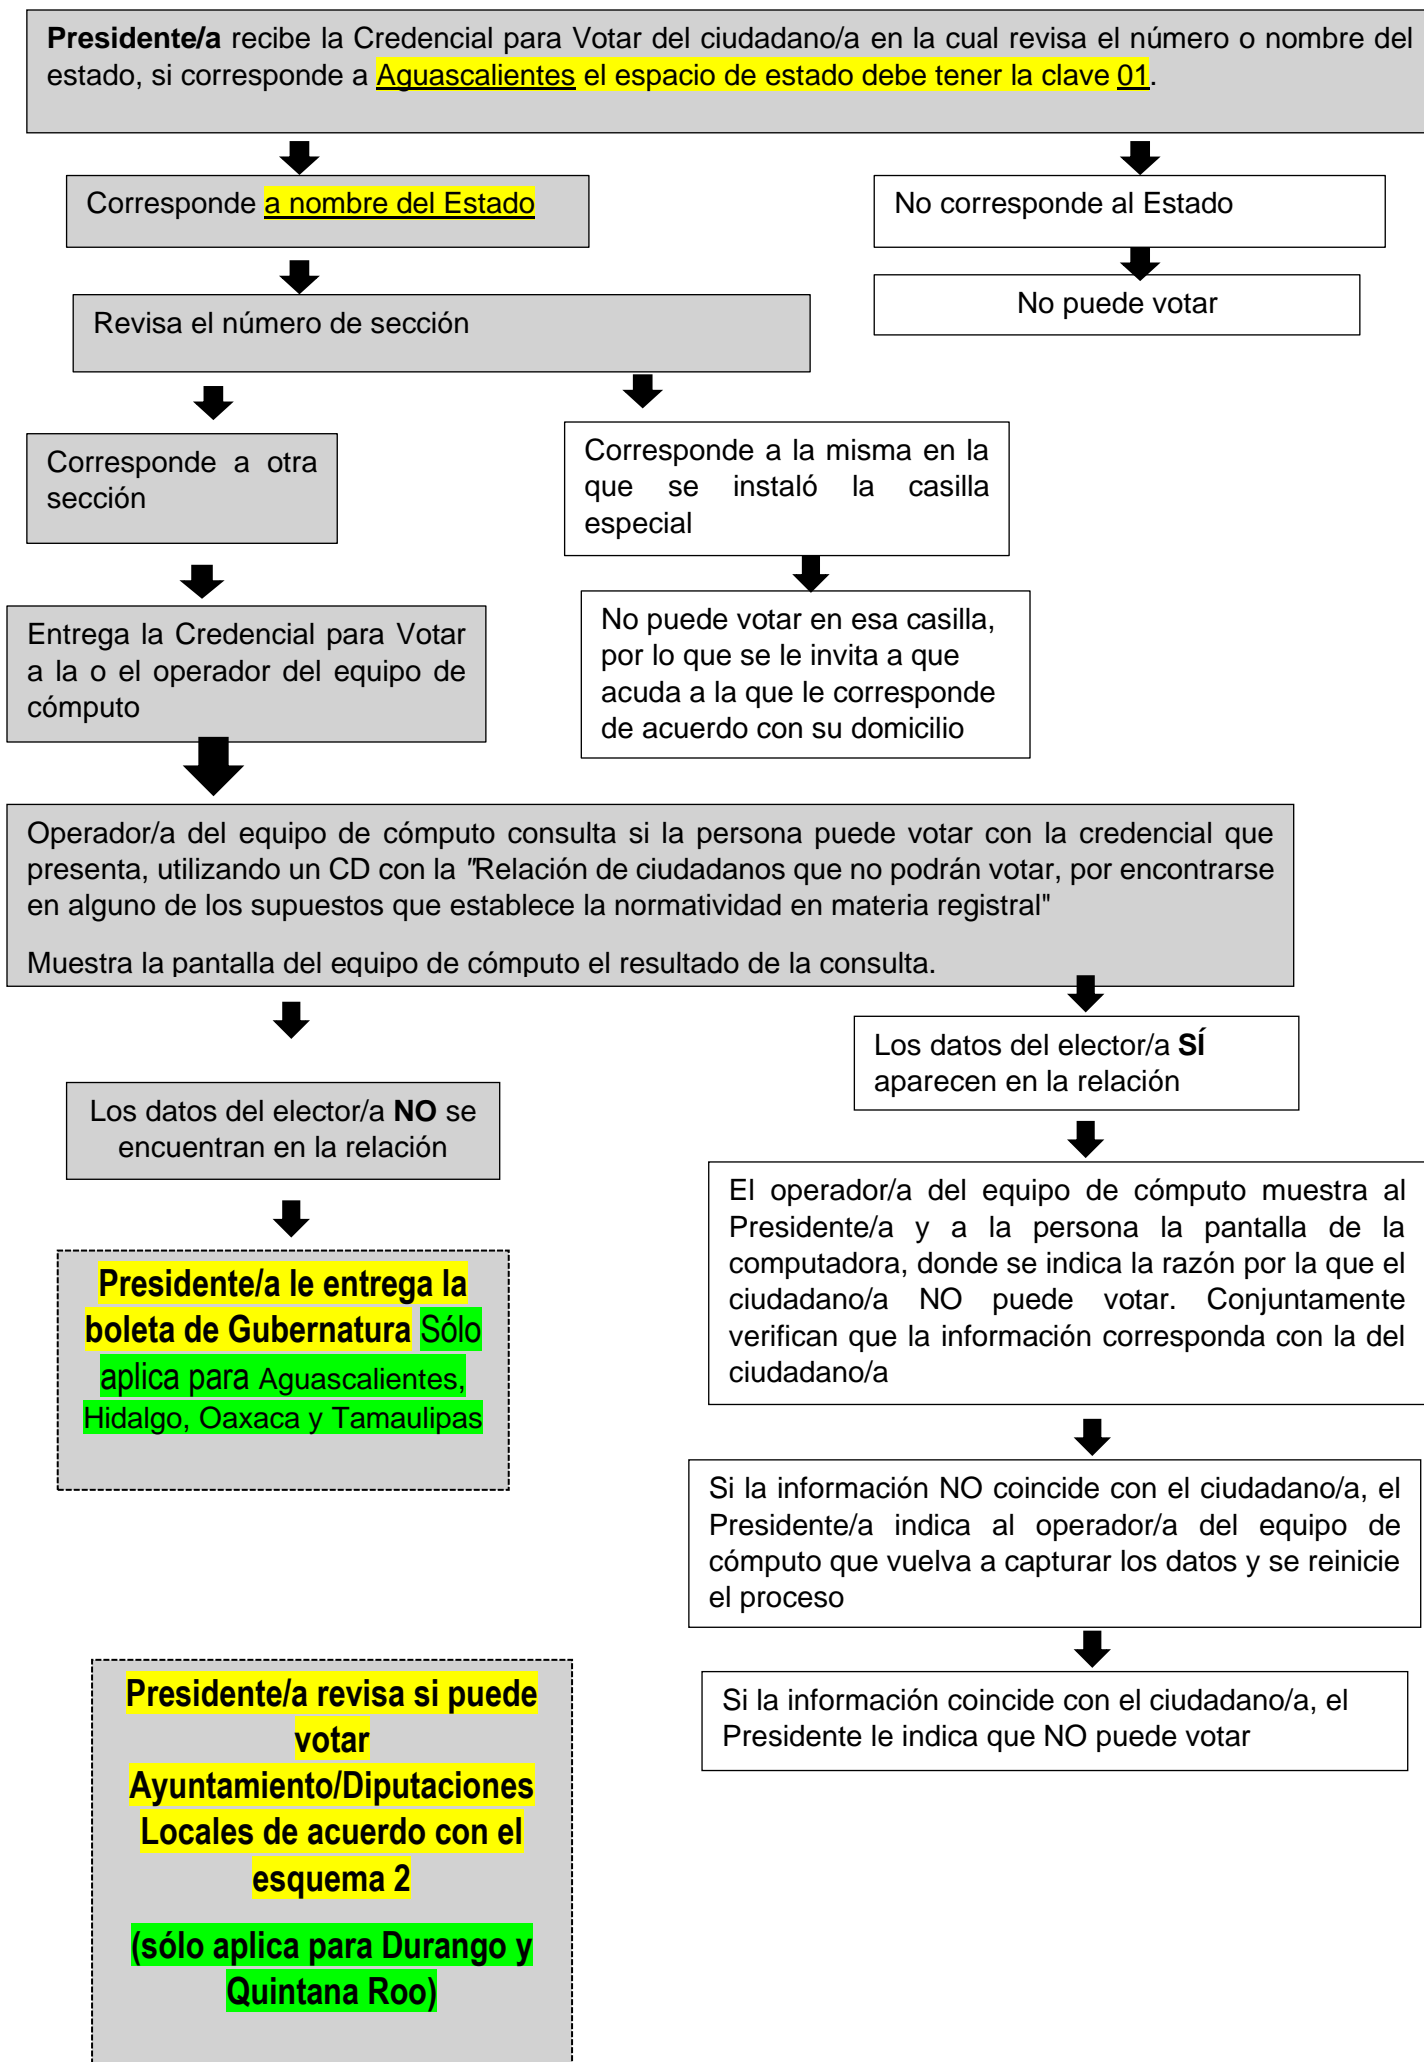 Presidente/a recibe la Credencial para Votar del ciudadano/a en la cual revisa el número o nombre del
estado, si corresponde a Aguascalientes el espacio de estado debe tener la clave 01.
Corresponde a nombre del Estado
No corresponde al Estado
No puede votar
Revisa el número de sección
Corresponde a otra
sección
Corresponde a la misma en la
que se instaló la casilla
especial
Entrega la Credencial para Votar
a la o el operador del equipo de
cómputo
No puede votar en esa casilla,
por lo que se le invita a que
acuda a la que le corresponde
de acuerdo con su domicilio
Operador/a del equipo de cómputo consulta si la persona puede votar con la credencial que
presenta, utilizando un CD con la "Relación de ciudadanos que no podrán votar, por encontrarse
en alguno de los supuestos que establece la normatividad en materia registral"
Muestra la pantalla del equipo de cómputo el resultado de la consulta.
Los datos del elector/a SÍ
aparecen en la relación
Los datos del elector/a NO se
encuentran en la relación
El operador/a del equipo de cómputo muestra al
Presidente/a y a la persona la pantalla de la
computadora, donde se indica la razón por la que el
ciudadano/a NO puede votar. Conjuntamente
verifican que la información corresponda con la del
ciudadano/a
Presidente/a le entrega la
boleta de Gubernatura Sólo
aplica para Aguascalientes,
Hidalgo, Oaxaca y Tamaulipas
Si la información NO coincide con el ciudadano/a, el
Presidente/a indica al operador/a del equipo de
cómputo que vuelva a capturar los datos y se reinicie
el proceso
Si la información coincide con el ciudadano/a, el
Presidente le indica que NO puede votar
Presidente/a revisa si puede
votar
Ayuntamiento/Diputaciones
Locales de acuerdo con el
esquema 2
(sólo aplica para Durango y
Quintana Roo)